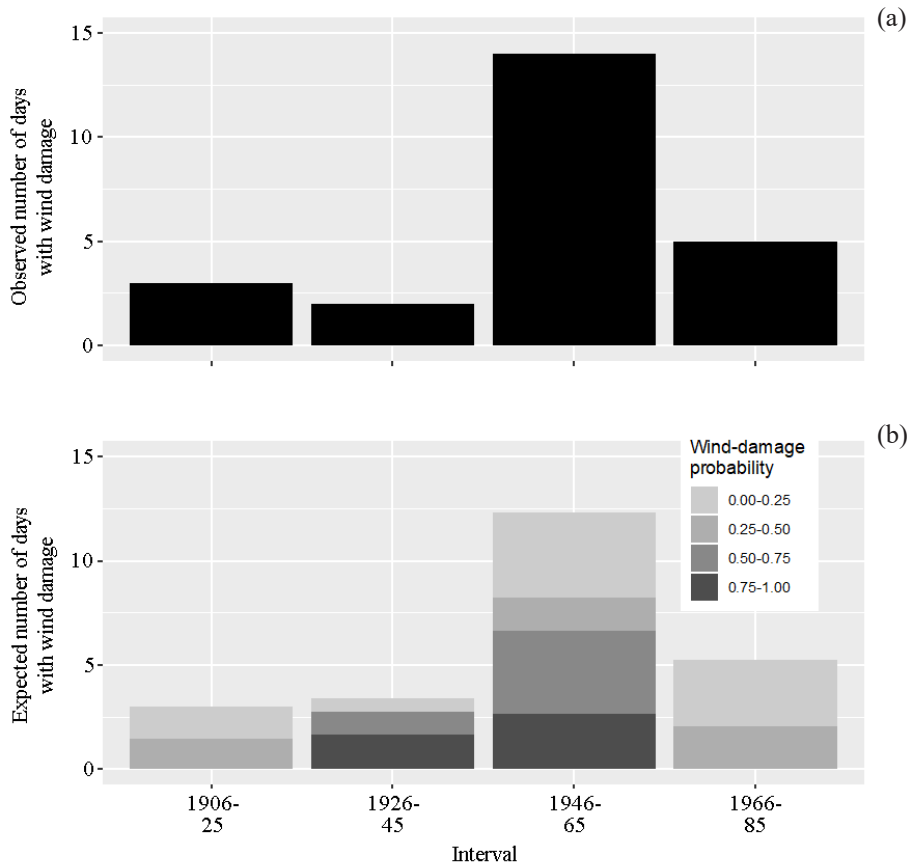 (a)
15
10
5
0
Observed number of days
with wind damage
(b)
15
10
5
0
Expected number of days
with wind damage
Wind-damage
probability
0.00-0.25
0.25-0.50
0.50-0.75
0.75-1.00
1906-
25
1926-
45
1946-
65
1966-
85
Interval